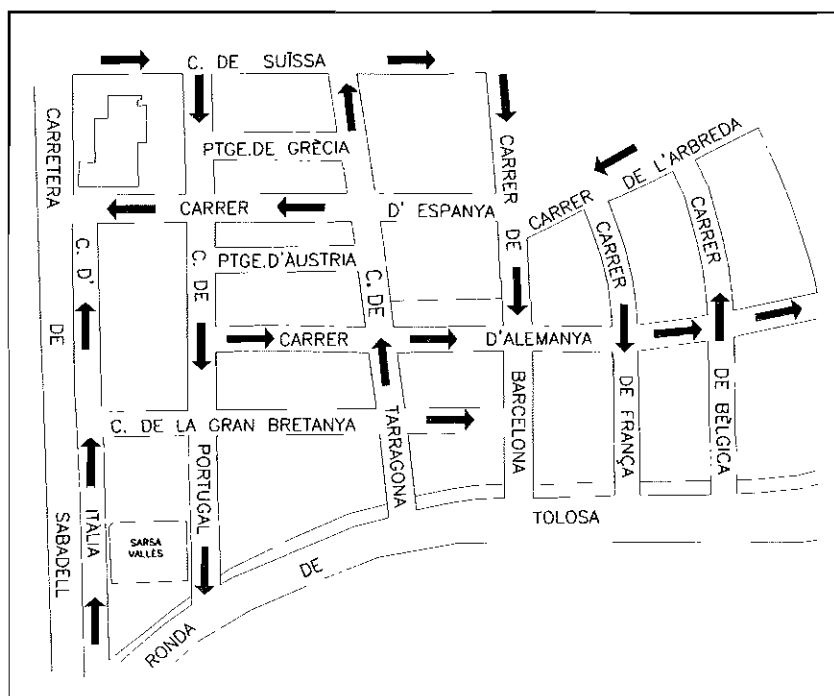 C. DE SUÏSSA
CARRETERA DE SABADELL
PTGE. DE GRÈCIA
CARRER DE L'ARBREDA
CARRER D' ESPANYA
C. D' ITÀLIA
PTGE. D'ÀUSTRIA
C. DE PORTUGAL
C. DE TARRAGONA
CARRER DE BARCELONA
CARRER DE FRANÇA
CARRER DE BÈLGICA
CARRER D'ALEMANYA
C. DE LA GRAN BRETANYA
SARSA
VALLÈS
RONDA DE TOLOSA